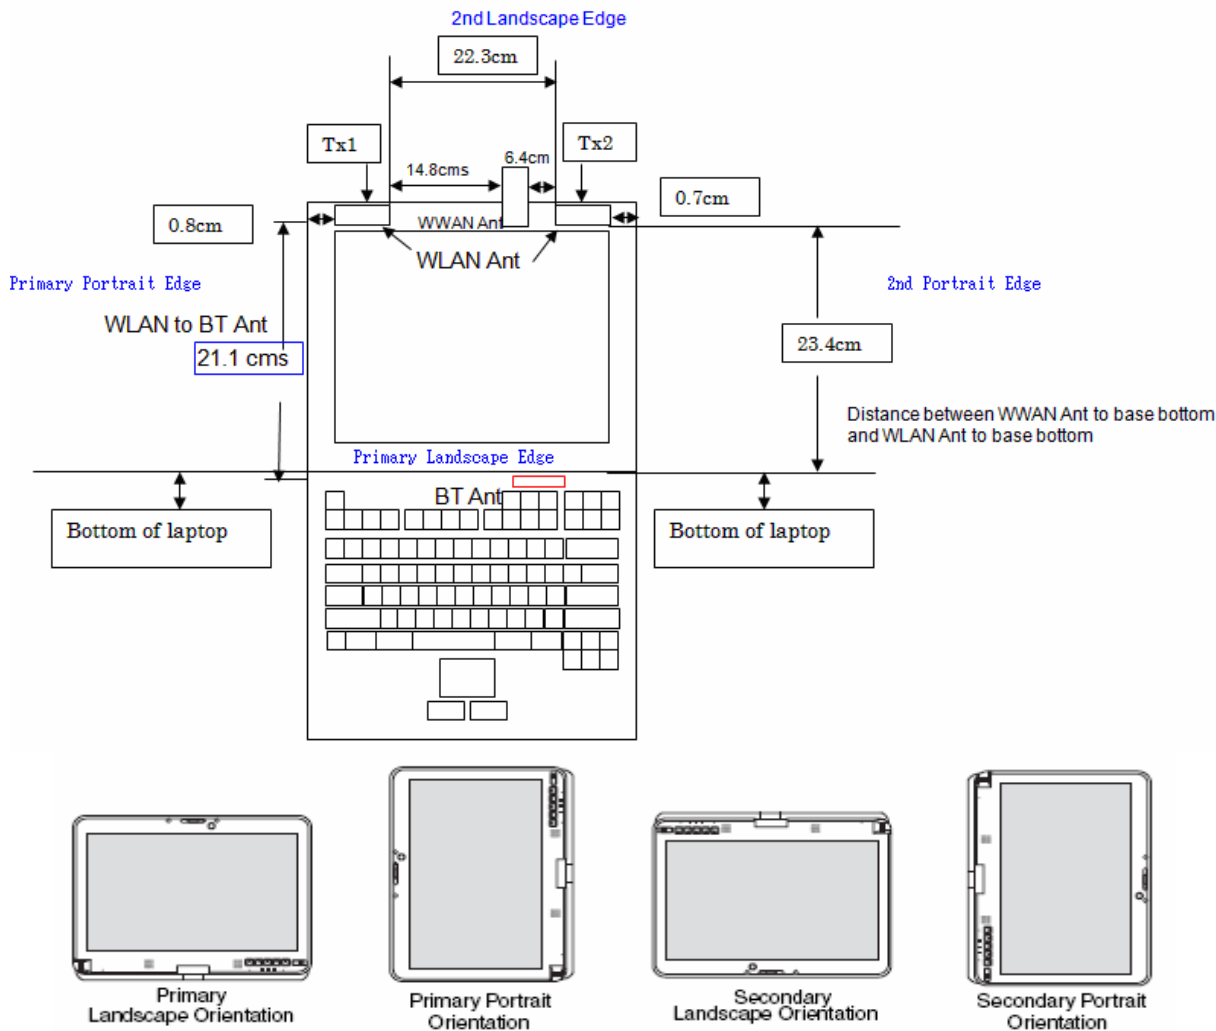 2nd Landscape Edge
22.3cm
Tx1
Tx2
6.4cm
14.8cms
0.8cm
0.7cm
WWAN Ant
WLAN Ant
Primary Portrait Edge
2nd Portrait Edge
WLAN to BT Ant
21.1 cms
23.4cm
Distance between WWAN Ant to base bottom
and WLAN Ant to base bottom
Primary Landscape Edge
BT Ant
Bottom of laptop
Bottom of laptop
Primary
Landscape Orientation
Primary Portrait
Orientation
Secondary
Landscape Orientation
Secondary Portrait
Orientation